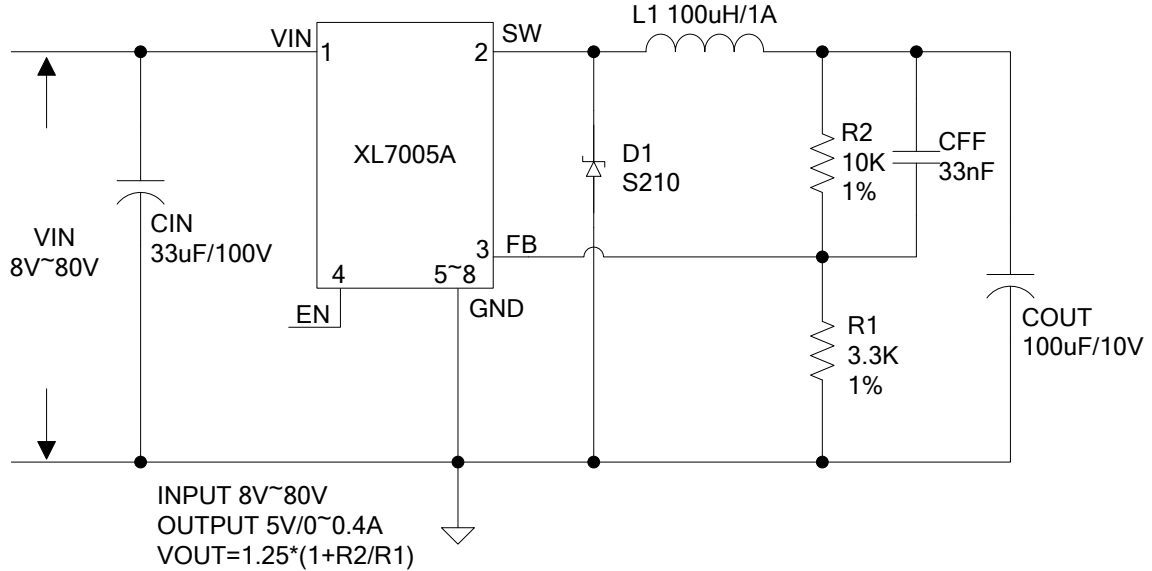 L1 100uH/1A
VIN
1
2
SW
XL7005A
R2
10K
1%
CFF
33nF
D1
S210
3
FB
4
5~8
EN
GND
VIN
8V~80V
CIN
33uF/100V
R1
3.3K
1%
COUT
100uF/10V
INPUT 8V~80V
OUTPUT 5V/0~0.4A
VOUT=1.25*(1+R2/R1)